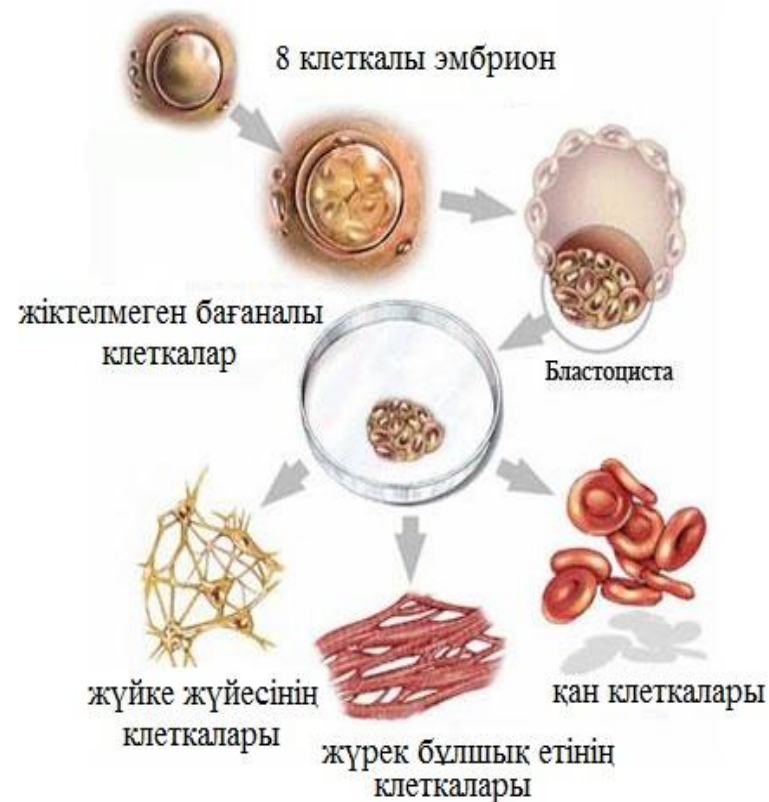 8 клеткалы эмбрион
жіктелмеген бағаналы
клеткалар
Бластоциста
жүйке жүйесінің
клеткалары
жүрек бұлшық етінің
клеткалары
қан клеткалары